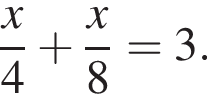 x/4 + x/8 = 3.